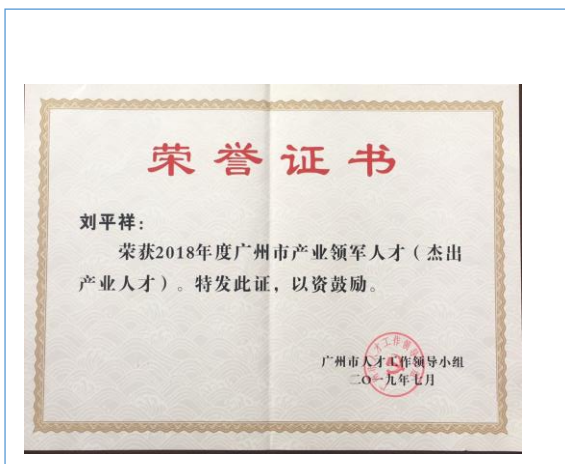 荣誉证书
刘平祥：
荣获2018年度广州市产业领军人才（杰出
产业人才）。特发此证，以资鼓励。
广州市人才工作领导小组
二〇一九年七月